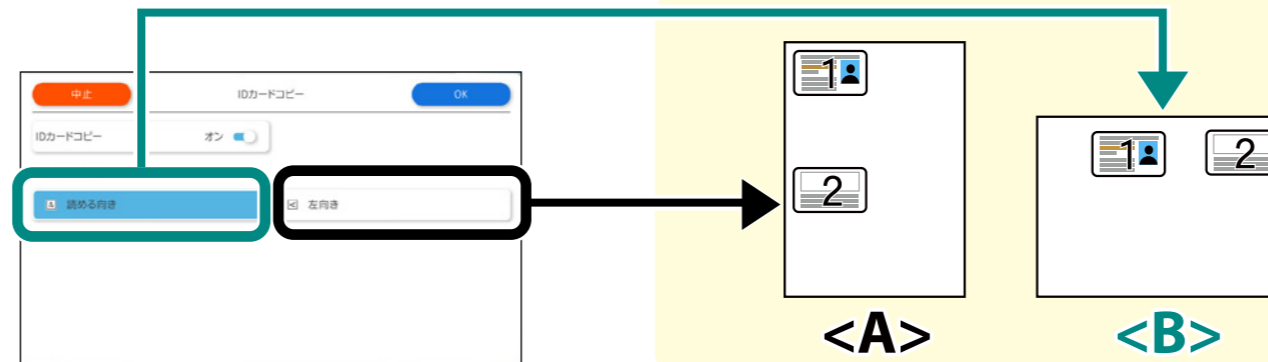 中止 IDカードコピー OK
IDカードコピー オン
A 読める向き
A 左向き
1
2
<A>
1 2
<B>